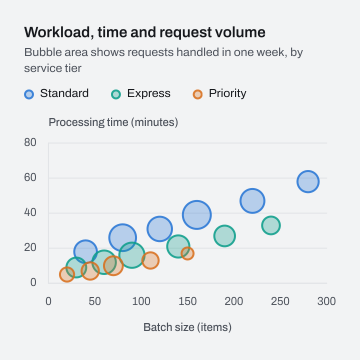 Workload, time and request volume
Bubble area shows requests handled in one week, by
service tier
Standard Express Priority
Processing time (minutes)
80
60
40
20
0
0 50 100 150 200 250 300
Batch size (items)